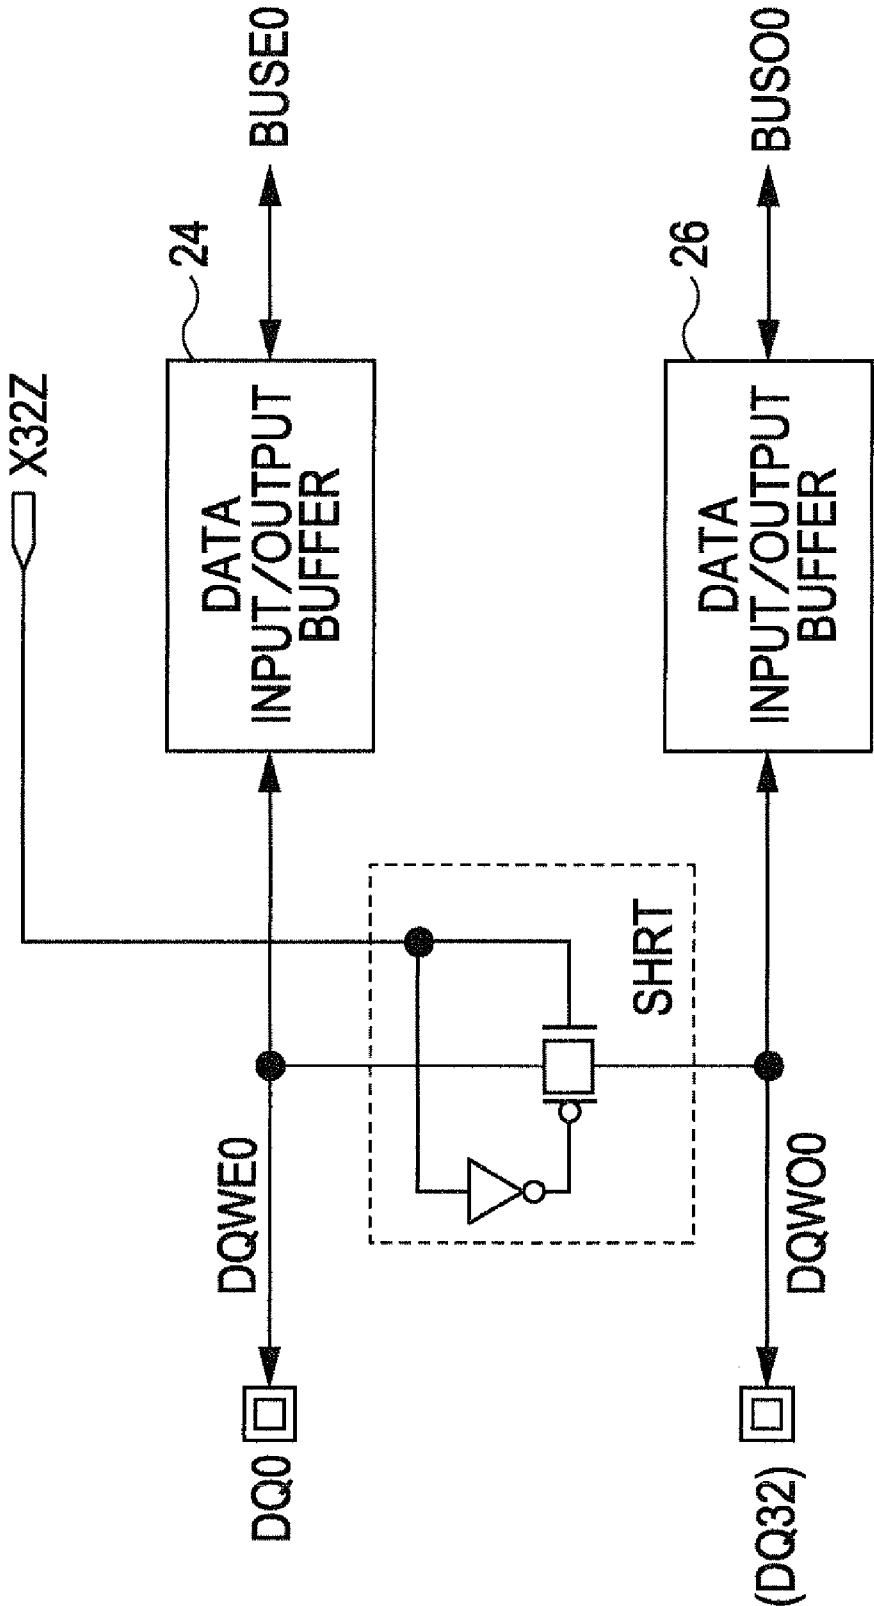 X32Z
DQ0
DQWE0
DATA
INPUT/OUTPUT
BUFFER
24
BUSE0
SHRT
(DQ32)
DQWO0
DATA
INPUT/OUTPUT
BUFFER
26
BUSO0